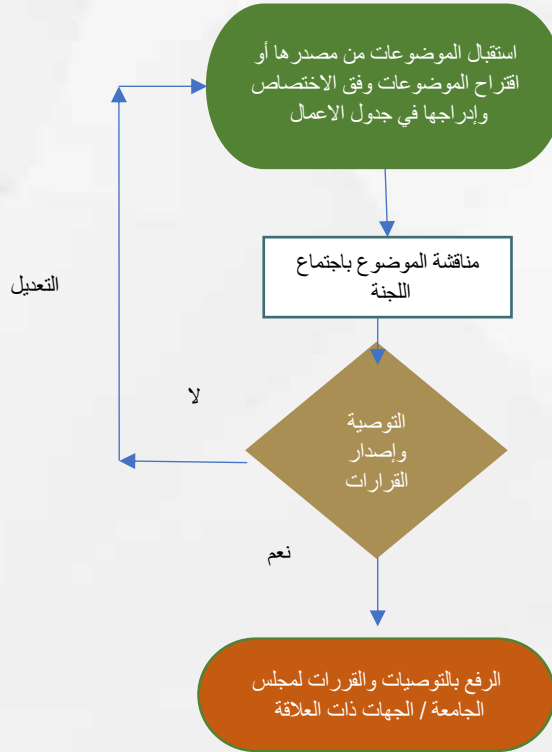 استقبال الموضوعات من مصدرها أو
اقتراح الموضوعات وفق الاختصاص
وإدراجها في جدول الاعمال
مناقشة الموضوع باجتماع
اللجنة
التعديل
لا
التوصية
وإصدار
القرارات
نعم
الرفع بالتوصيات والقررات لمجلس
الجامعة / الجهات ذات العلاقة